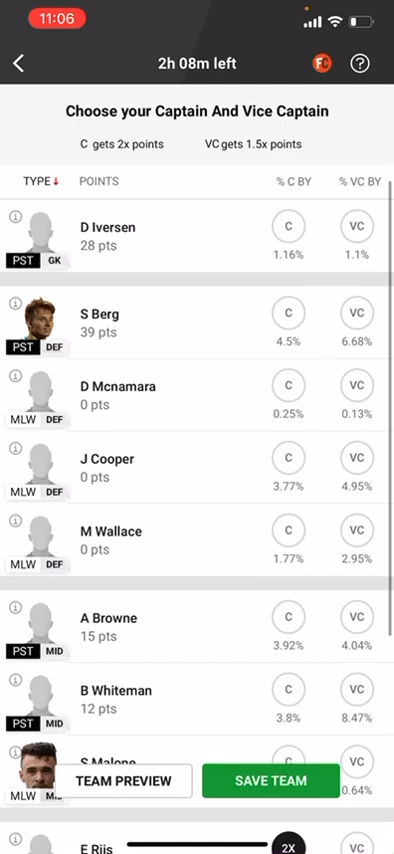 11:06
2h 08m left
FC
?
Choose your Captain And Vice Captain
C gets 2x points VC gets 1.5x points
TYPE↓ POINTS % C BY % VC BY
D Iversen
28 pts
PST GK
C VC
1.16% 1.1%
S Berg
39 pts
PST DEF
C VC
4.5% 6.68%
D Mcnamara
0 pts
MLW DEF
C VC
0.25% 0.13%
J Cooper
0 pts
MLW DEF
C VC
3.77% 4.95%
M Wallace
0 pts
MLW DEF
C VC
1.77% 2.95%
A Browne
15 pts
PST MID
C VC
3.92% 4.04%
B Whiteman
12 pts
PST MID
C VC
3.8% 8.47%
S Malone
MLW
C VC
0.64%
TEAM PREVIEW SAVE TEAM
E Riis
2X VC